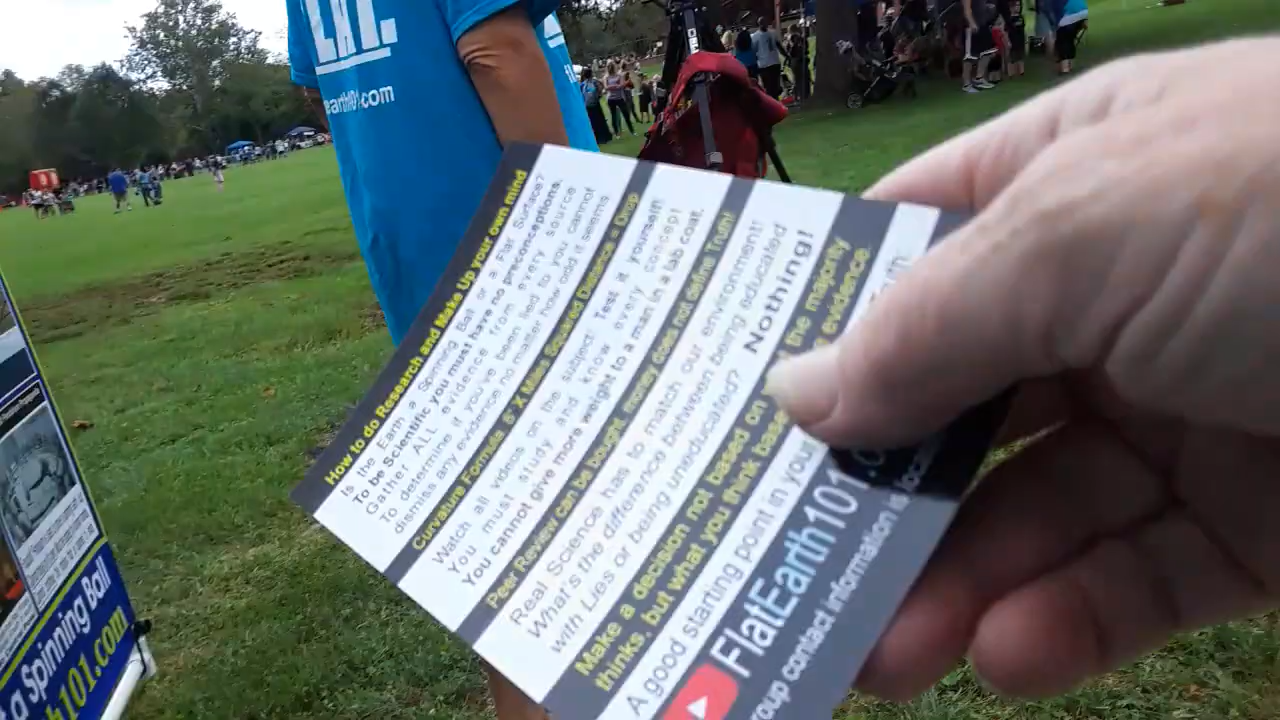 earth101.com
How to do Research and Make Up your own mind
Is the Earth a Spinning Ball or a Flat Surface?
To be Scientific you must have no preconceptions.
Gather ALL evidence from every source
To determine if you've been lied to you cannot
dismiss any evidence no matter how odd it seems
Curvature Formula 8" X Miles Squared Distance = Drop
Watch all videos on the subject. Test it yourself!
You must study and know every concept
You cannot give more weight to a man in a lab coat.
Peer Review can be bought, money does not define Truth!
Real Science has to match our environment!
What's the difference between being educated
with Lies or being uneducated? Nothing!
Make a decision not based on the majority
thinks, but what you think based evidence.
A good starting point in your
FlatEarth101
contact information is
a Spinning Ball
101.com